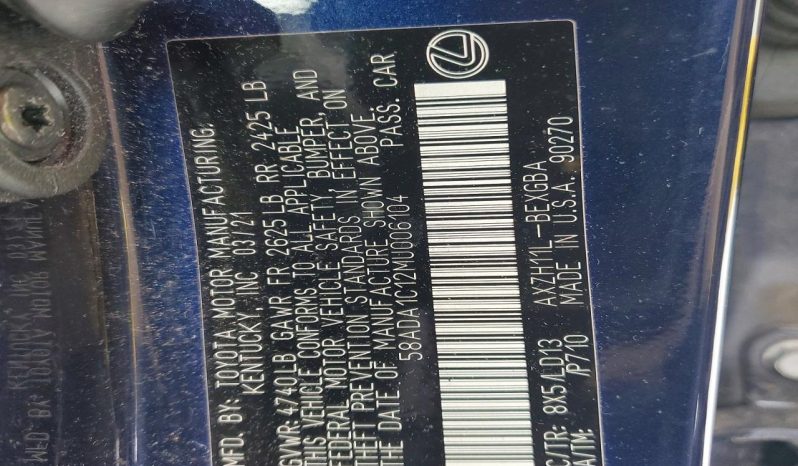 MFD. BY: TOYOTA MOTOR MANUFACTURING,
KENTUCKY, INC 03/21
GVWR 4740LB GAWR FR 2625 LB RR 2425 LB
THIS VEHICLE CONFORMS TO ALL APPLICABLE
FEDERAL MOTOR VEHICLE SAFETY, BUMPER, AND
THEFT PREVENTION STANDARDS IN EFFECT ON
THE DATE OF MANUFACTURE SHOWN ABOVE.
58ADA1C12MU006104 PASS. CAR
C/TR: 8X5/LD13 AXZH11L-BEXGBA
A/TM: /P710 MADE IN U.S.A. 90270